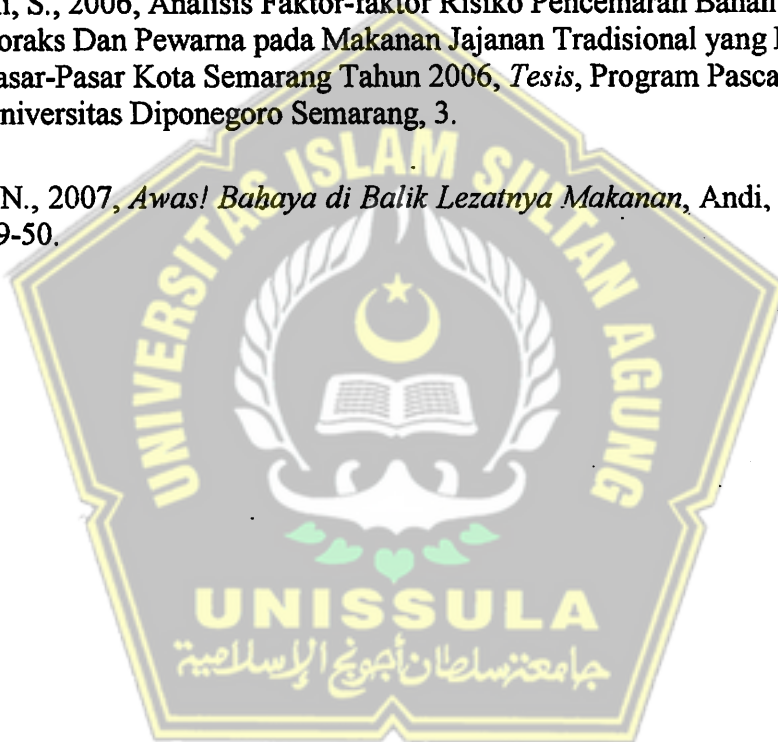 i, S., 2006, Analisis Faktor-faktor Risiko Pencemaran Bahan
oraks Dan Pewarna pada Makanan Jajanan Tradisional yang
asar-Pasar Kota Semarang Tahun 2006, Tesis, Program Pasca
niversitas Diponegoro Semarang, 3.
N., 2007, Awas! Bahaya di Balik Lezatnya Makanan, Andi,
9-50.
UNIVERSITAS ISLAM SULTAN AGUNG
UNISSULA
جامعتسلطان أجونج الإسلامية